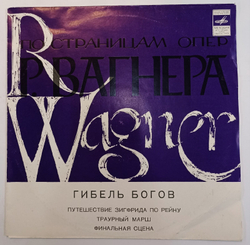 ПО СТРАНИЦАМ ОПЕР
Р. ВАГНЕРА
R Wagner
ГИБЕЛЬ БОГОВ
ПУТЕШЕСТВИЕ ЗИГФРИДА ПО РЕЙНУ
ТРАУРНЫЙ МАРШ
ФИНАЛЬНАЯ СЦЕНА